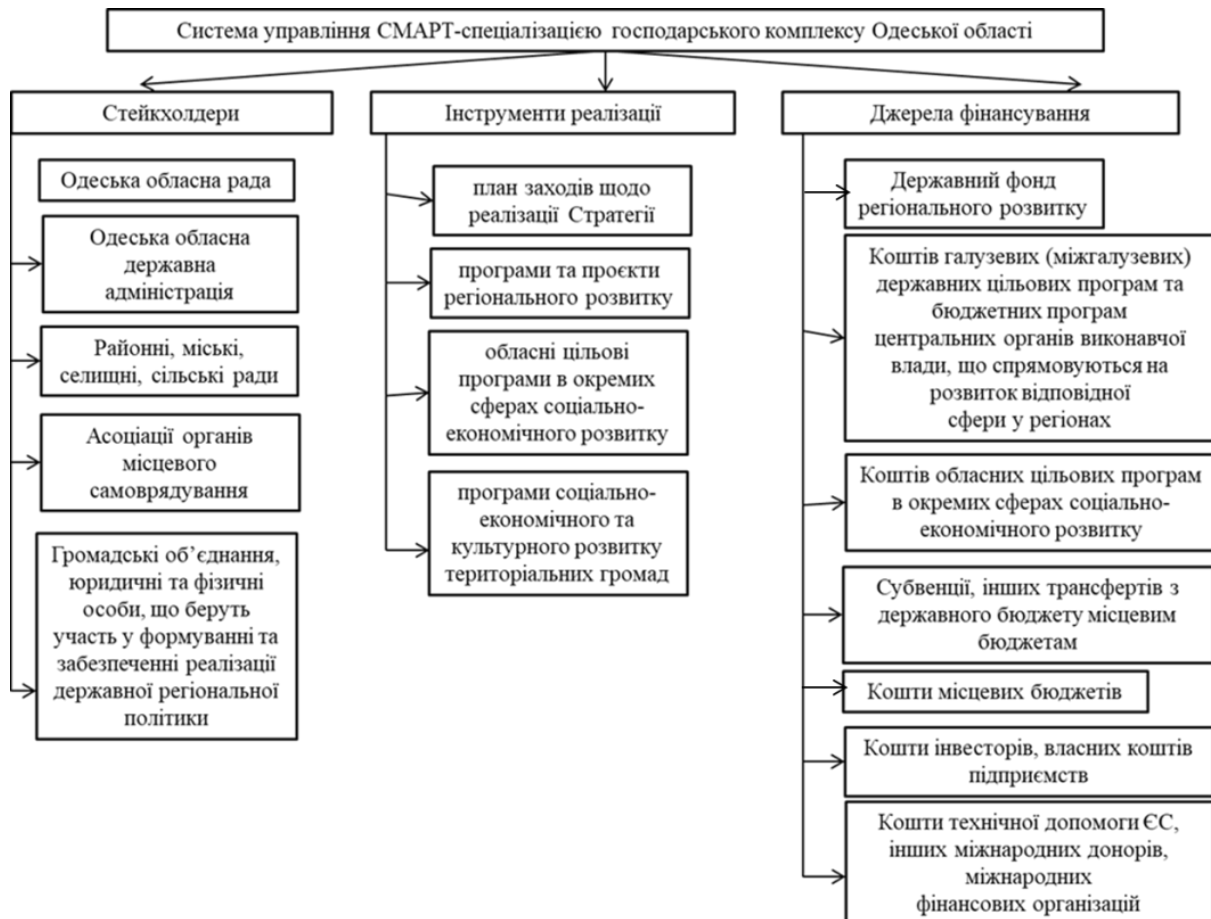 Система управління СМАРТ-спеціалізацією господарського комплексу Одеської області
Стейкхолдери
Одеська обласна рада
Одеська обласна
державна
адміністрація
Районні, міські,
селищні, сільські ради
Асоціації органів
місцевого
самоврядування
Громадські об’єднання,
юридичні та фізичні
особи, що беруть
участь у формуванні та
забезпеченні реалізації
державної регіональної
політики
Інструменти реалізації
план заходів щодо
реалізації Стратегії
програми та проєкти
регіонального розвитку
обласні цільові
програми в окремих
сферах соціально-
економічного розвитку
програми соціально-
економічного та
культурного розвитку
територіальних громад
Джерела фінансування
Державний фонд
регіонального розвитку
Коштів галузевих (міжгалузевих)
державних цільових програм та
бюджетних програм
центральних органів виконавчої
влади, що спрямовуються на
розвиток відповідної
сфери у регіонах
Коштів обласних цільових програм
в окремих сферах соціально-
економічного розвитку
Субвенції, інших трансфертів з
державного бюджету місцевим
бюджетам
Кошти місцевих бюджетів
Кошти інвесторів, власних коштів
підприємств
Кошти технічної допомоги ЄС,
інших міжнародних донорів,
міжнародних
фінансових організацій